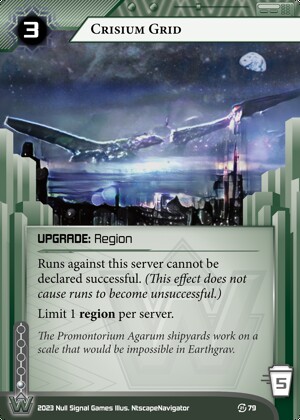 3
Crisium Grid
UPGRADE: Region
Runs against this server cannot be
declared successful. (This effect does not
cause runs to become unsuccessful.)
Limit 1 region per server.
The Promontorium Agarum shipyards work on a
scale that would be impossible in Earthgrav.
5
2023 Null Signal Games Illus. NtscapeNavigator
79